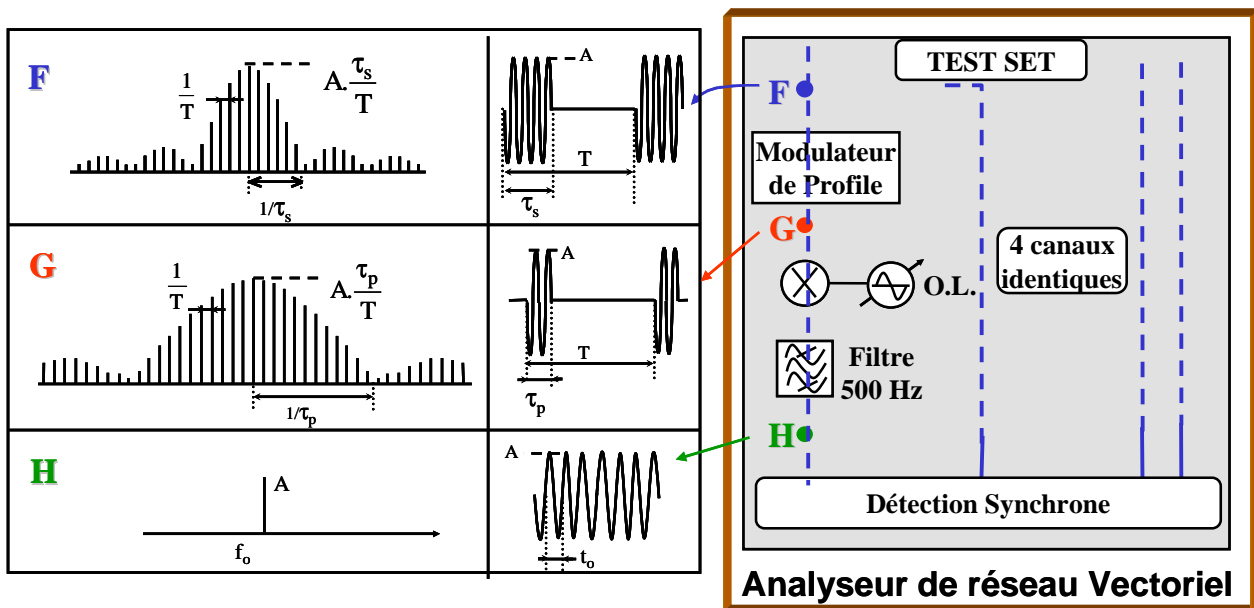 F
1/T
A.τs/T
1/τs
A
T
τs
G
1/T
A.τp/T
1/τp
A
T
τp
H
A
fo
A
to
TEST SET
F
Modulateur
de Profile
G
O.L.
4 canaux
identiques
Filtre
500 Hz
H
Détection Synchrone
Analyseur de réseau Vectoriel